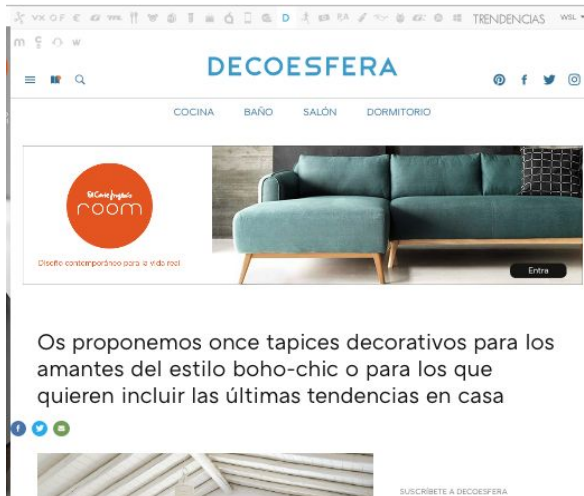 TRENDENCIAS WSL
DECOESFERA
COCINA BAÑO SALÓN DORMITORIO
El Corte Inglés
room
Diseño contemporáneo para la vida real
Entra
Os proponemos once tapices decorativos para los
amantes del estilo boho-chic o para los que
quieren incluir las últimas tendencias en casa
SUSCRÍBETE A DECOESFERA